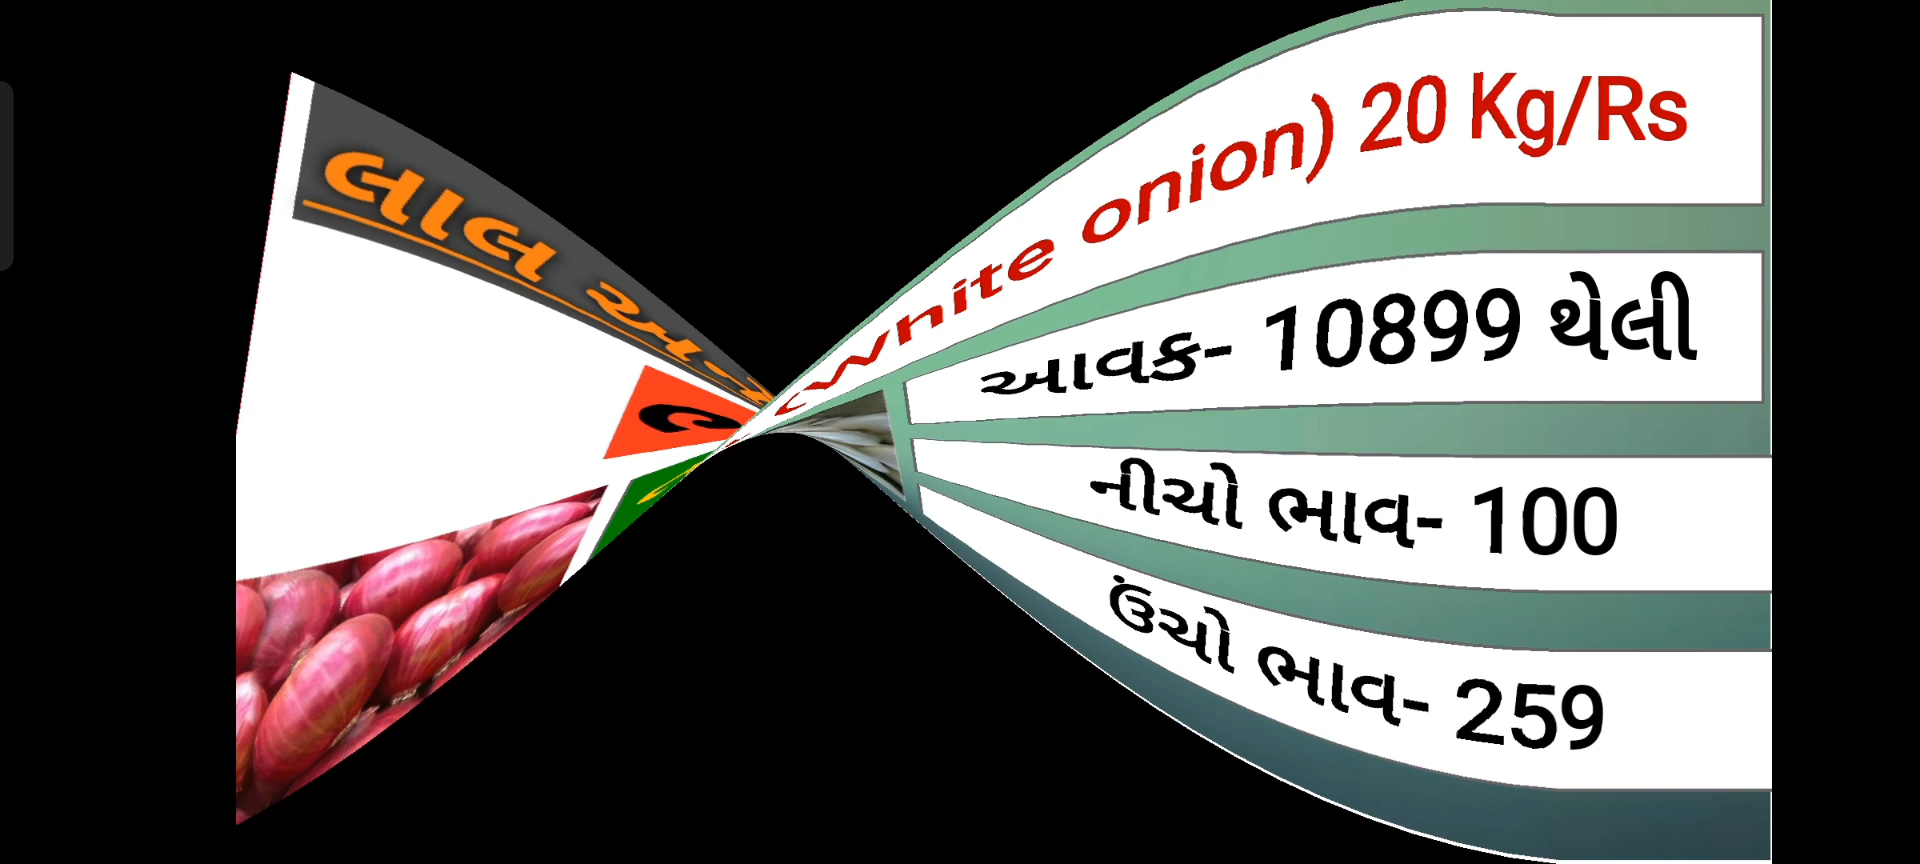 લાલ
(White onion) 20 Kg/Rs
આવક- 10899 થેલી
નીચો ભાવ- 100
ઉંચો ભાવ- 259